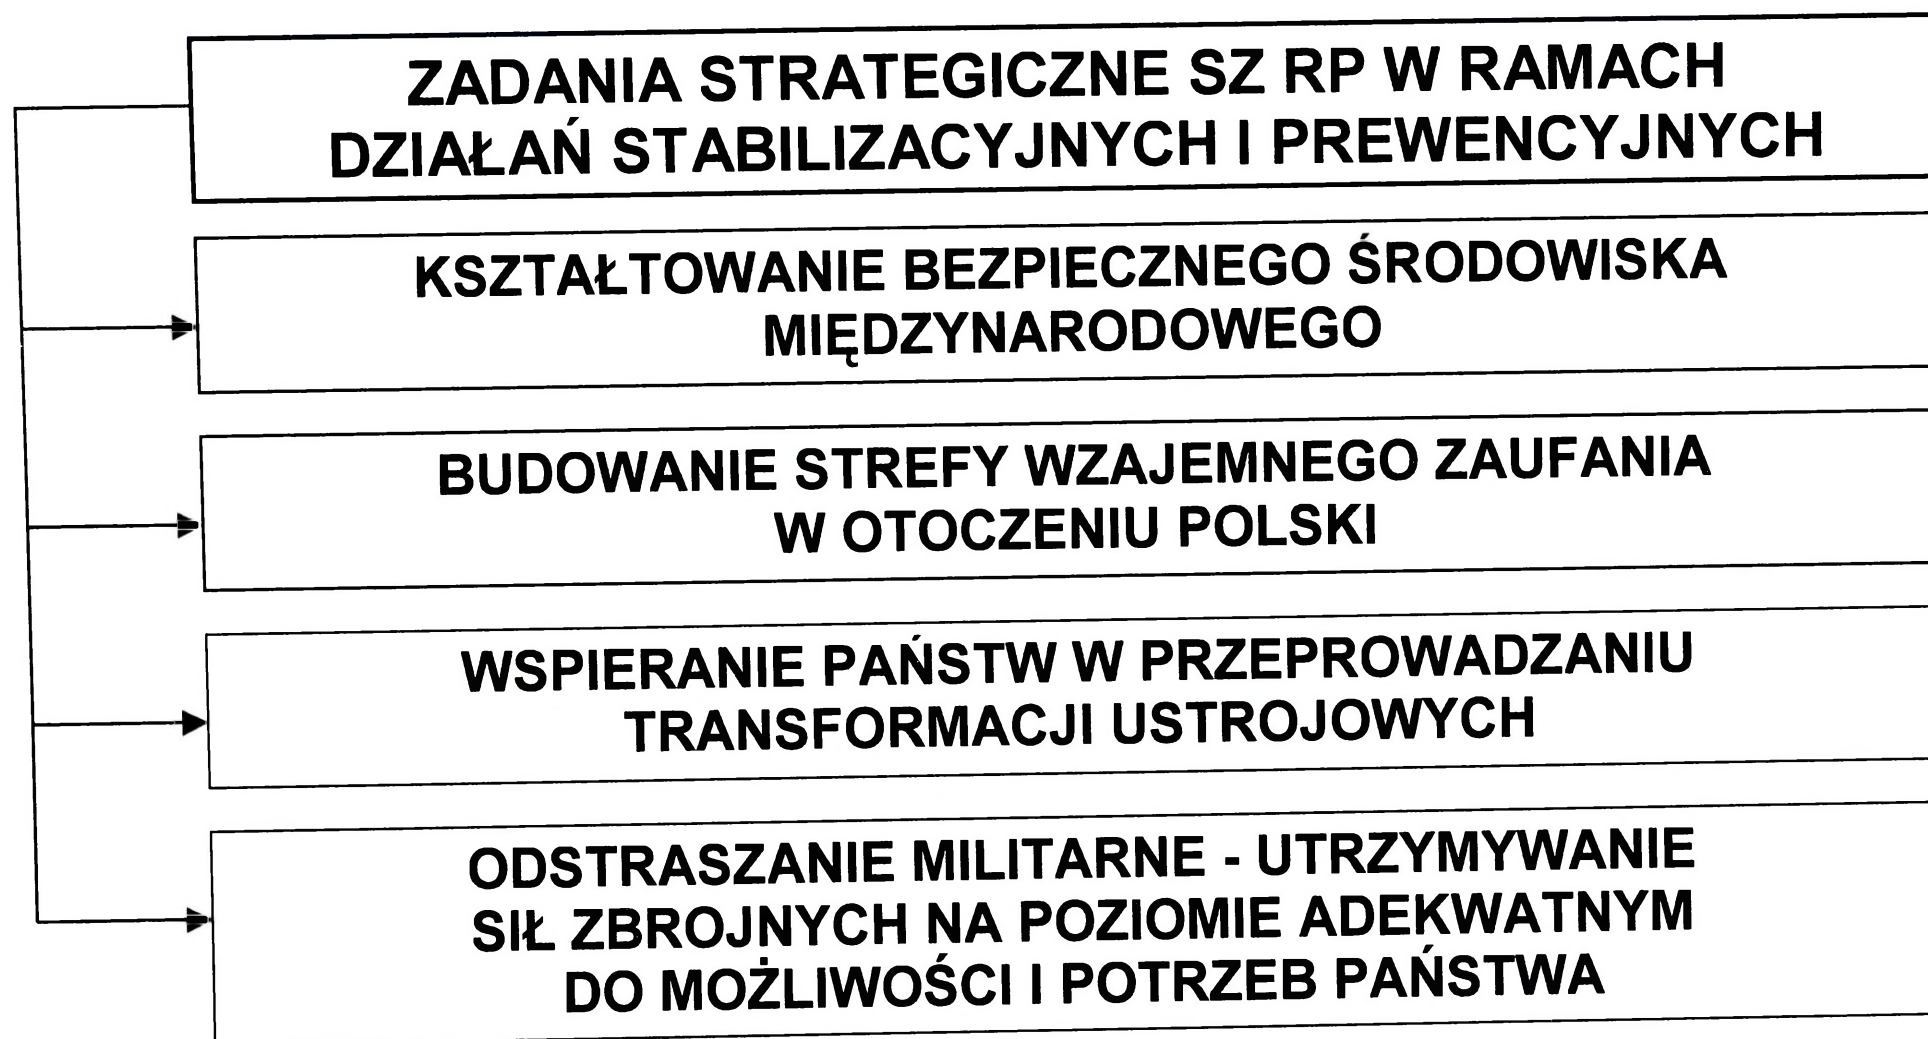 ZADANIA STRATEGICZNE SZ RP W RAMACH
DZIAŁAŃ STABILIZACYJNYCH I PREWENCYJNYCH
KSZTAŁTOWANIE BEZPIECZNEGO ŚRODOWISKA
MIĘDZYNARODOWEGO
BUDOWANIE STREFY WZAJEMNEGO ZAUFANIA
W OTOCZENIU POLSKI
WSPIERANIE PAŃSTW W PRZEPROWADZANIU
TRANSFORMACJI USTROJOWYCH
ODSTRASZANIE MILITARNE - UTRZYMYWANIE
SIŁ ZBROJNYCH NA POZIOMIE ADEKWATNYM
DO MOŻLIWOŚCI I POTRZEB PAŃSTWA